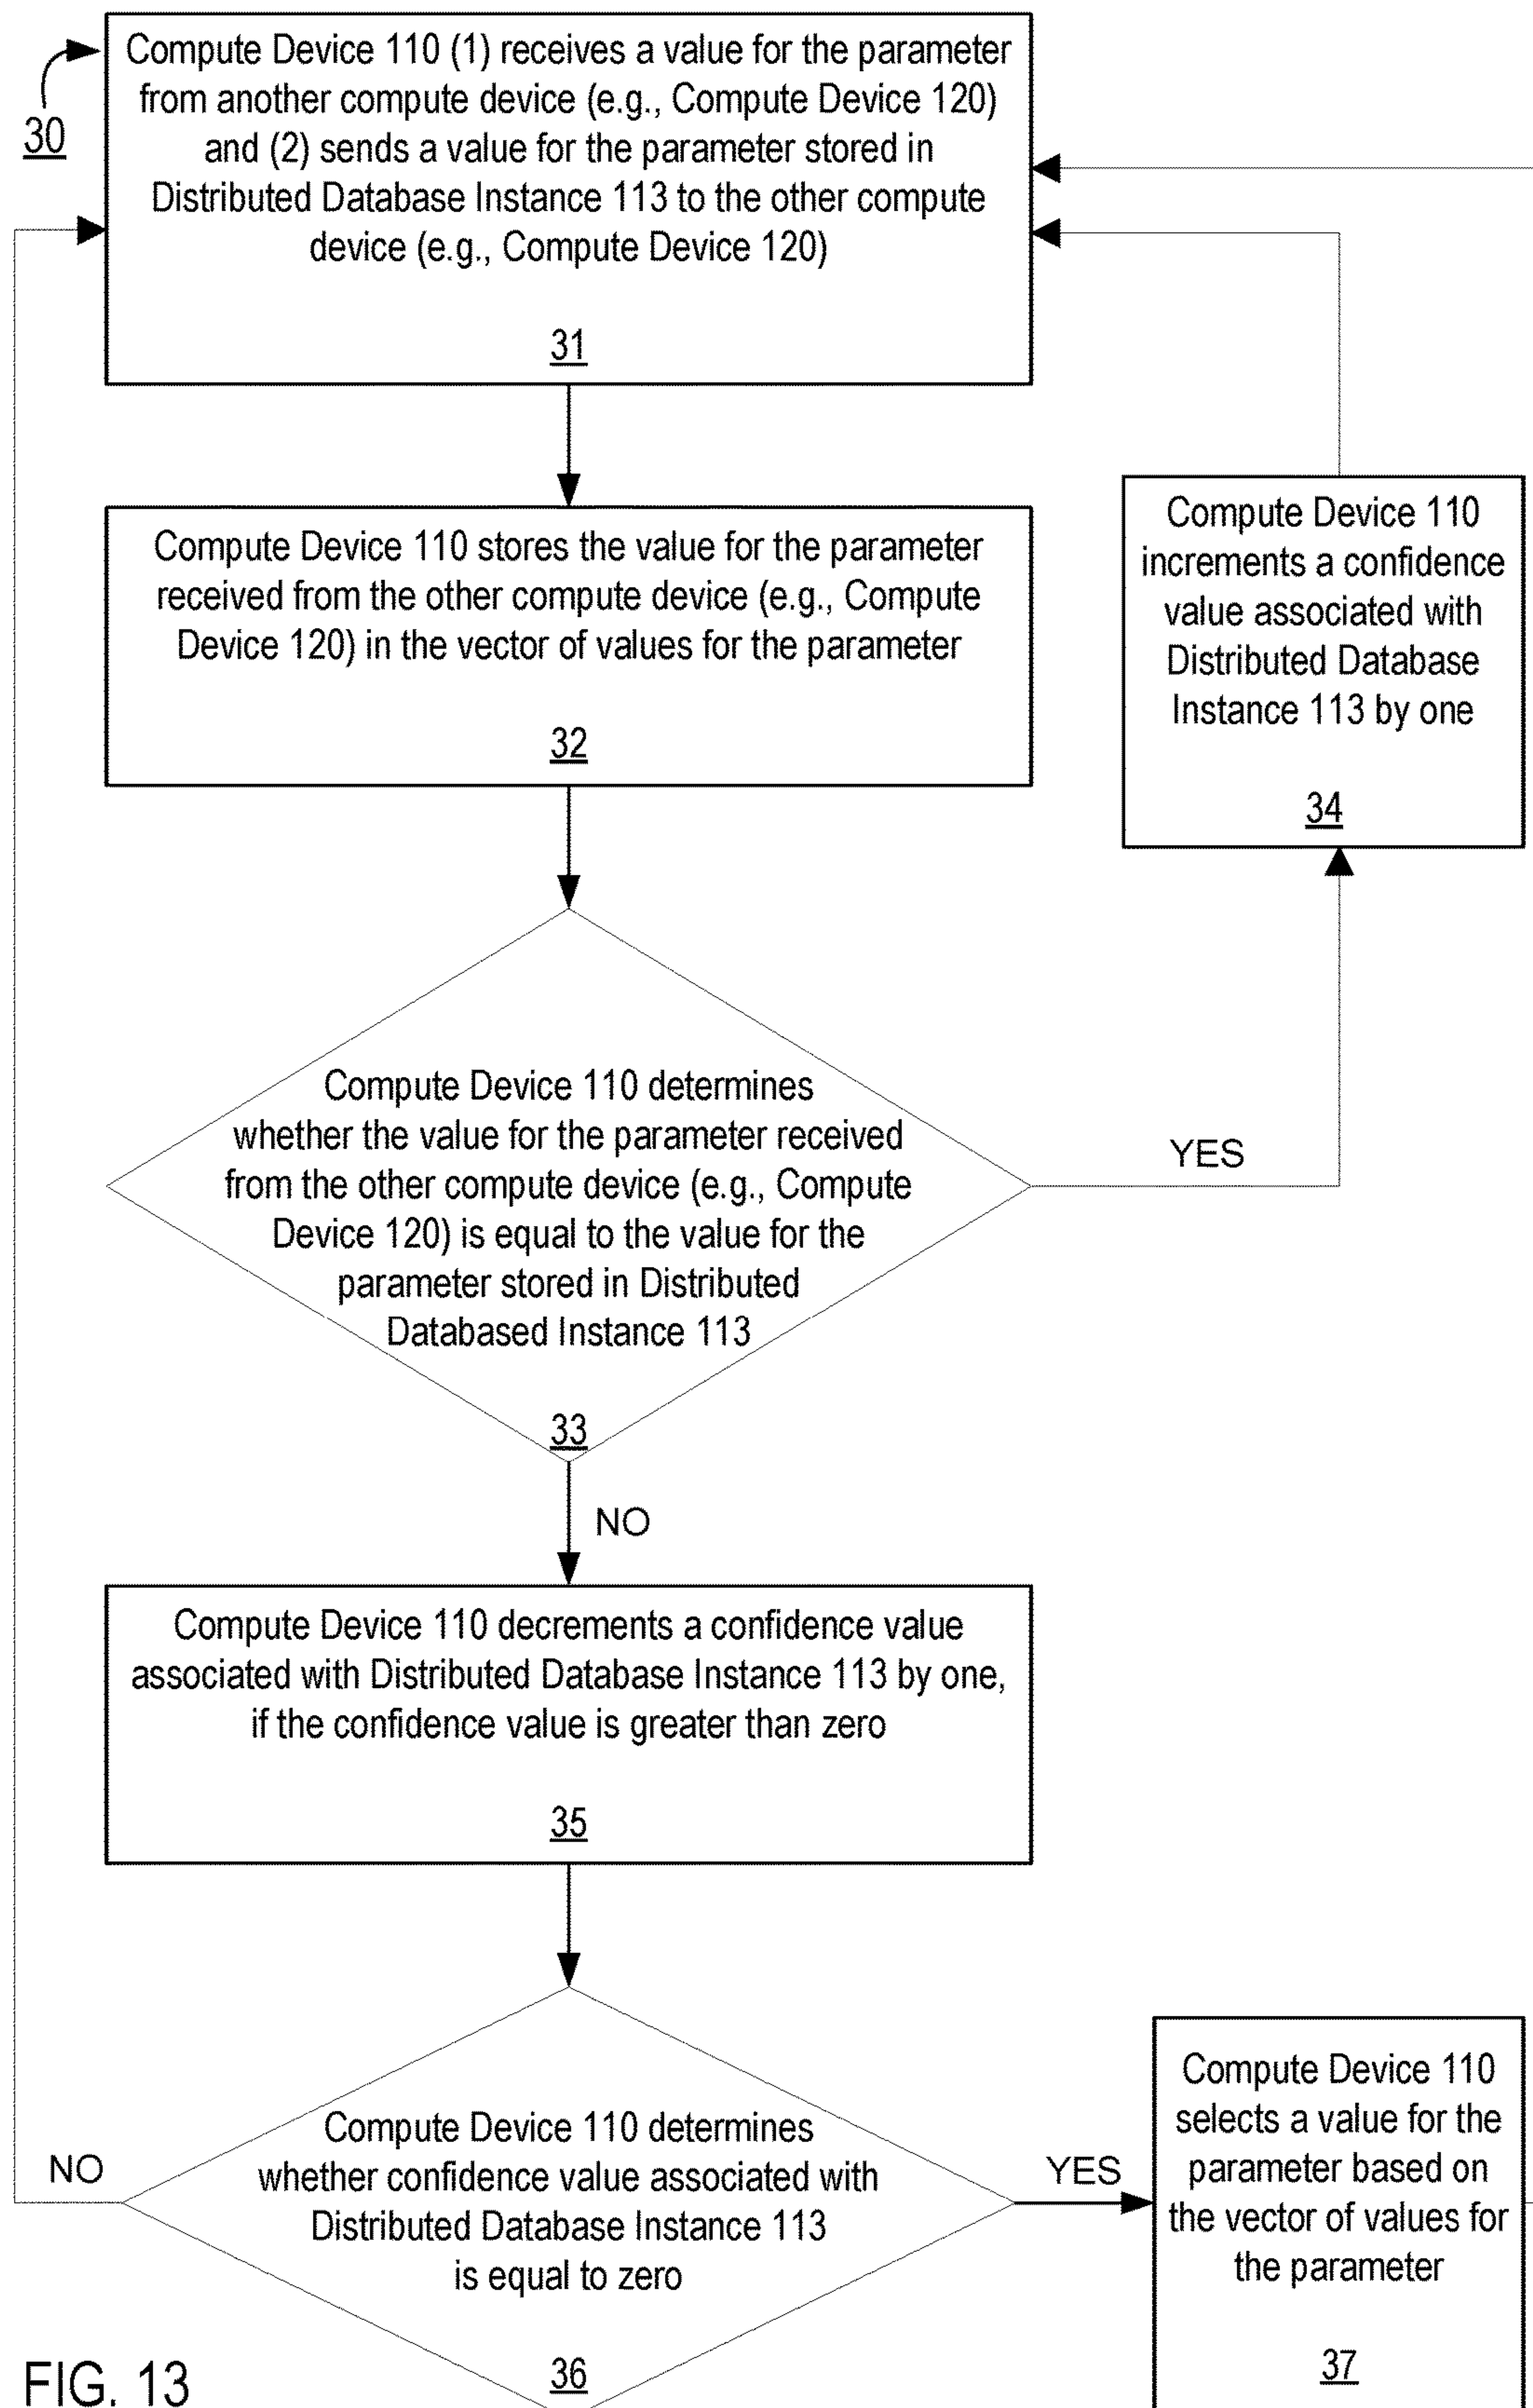 30
Compute Device 110 (1) receives a value for the parameter
from another compute device (e.g., Compute Device 120)
and (2) sends a value for the parameter stored in
Distributed Database Instance 113 to the other compute
device (e.g., Compute Device 120)
31
Compute Device 110 stores the value for the parameter
received from the other compute device (e.g., Compute
Device 120) in the vector of values for the parameter
32
Compute Device 110
increments a confidence
value associated with
Distributed Database
Instance 113 by one
34
Compute Device 110 determines
whether the value for the parameter received
from the other compute device (e.g., Compute
Device 120) is equal to the value for the
parameter stored in Distributed
Databased Instance 113
33
YES
NO
Compute Device 110 decrements a confidence value
associated with Distributed Database Instance 113 by one,
if the confidence value is greater than zero
35
Compute Device 110 determines
whether confidence value associated with
Distributed Database Instance 113
is equal to zero
36
NO
YES
Compute Device 110
selects a value for the
parameter based on
the vector of values for
the parameter
37
FIG. 13